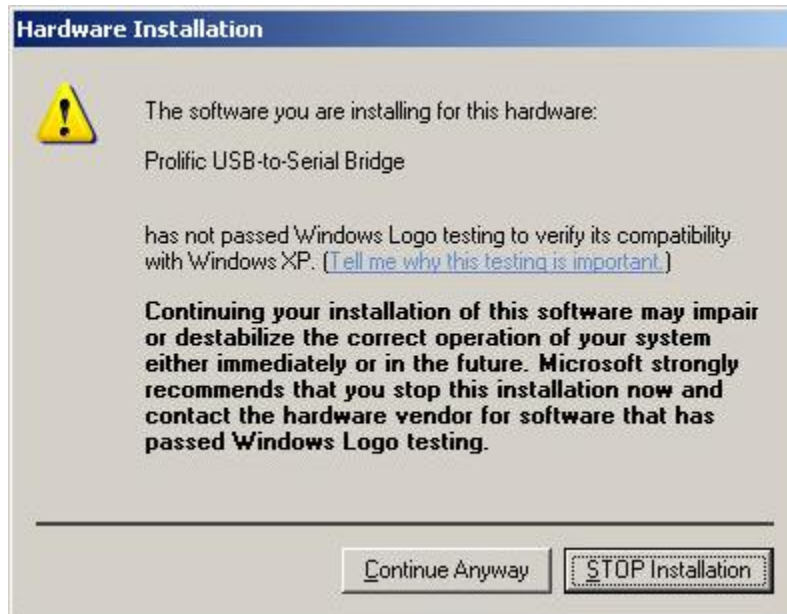 Hardware Installation
The software you are installing for this hardware:
Prolific USB-to-Serial Bridge
has not passed Windows Logo testing to verify its compatibility
with Windows XP. (Tell me why this testing is important.)
Continuing your installation of this software may impair
or destabilize the correct operation of your system
either immediately or in the future. Microsoft strongly
recommends that you stop this installation now and
contact the hardware vendor for software that has
passed Windows Logo testing.
Continue Anyway STOP Installation